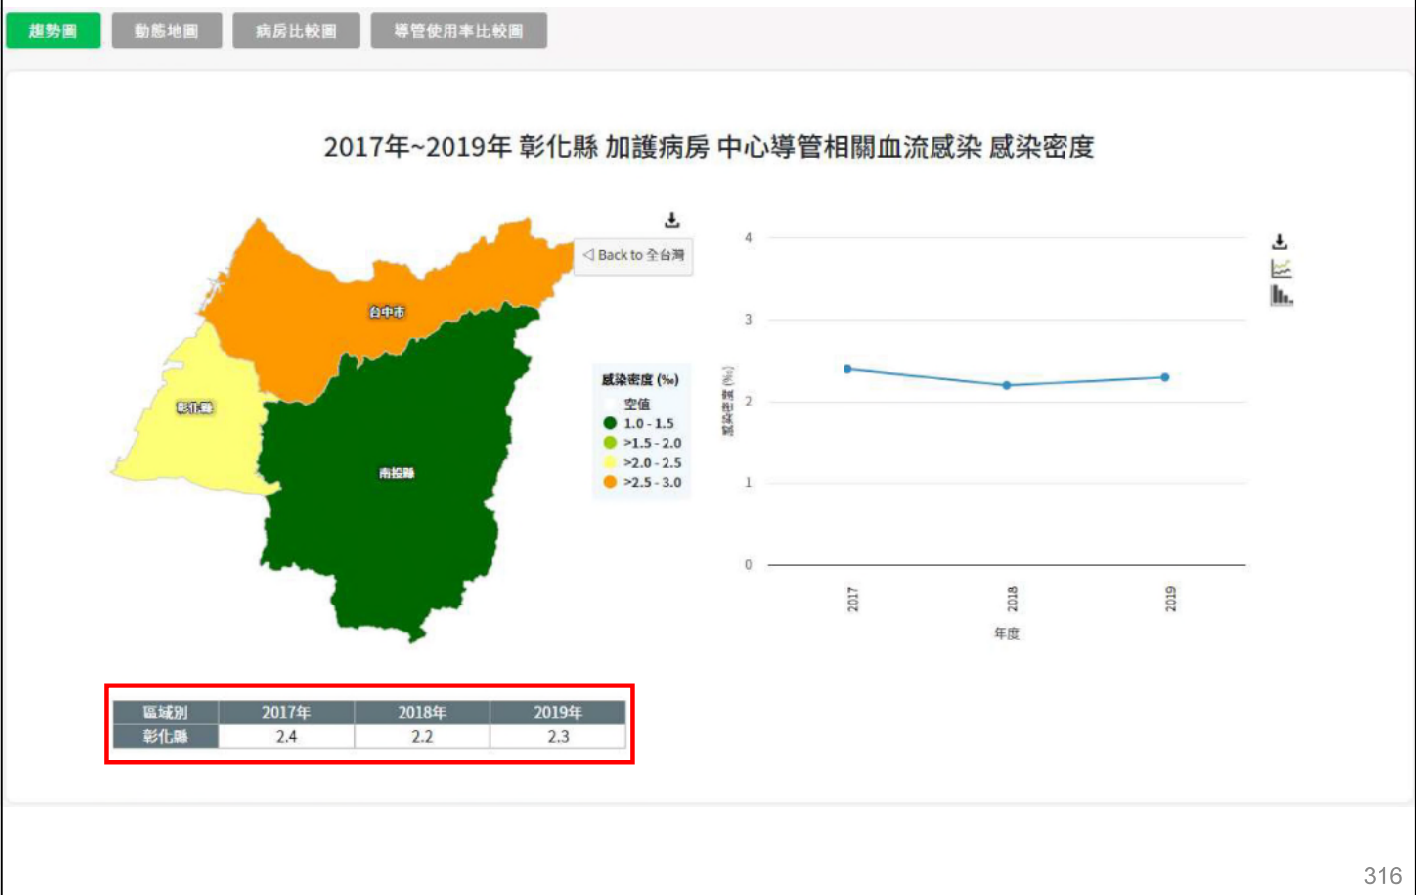 趨勢圖 動態地圖 病房比較圖 導管使用率比較圖
2017年~2019年 彰化縣 加護病房 中心導管相關血流感染 感染密度
◁ Back to 全台灣
台中市
彰化縣
南投縣
感染密度 (‰)
空值
1.0 - 1.5
>1.5 - 2.0
>2.0 - 2.5
>2.5 - 3.0
感染密度 (‰)
4
3
2
1
0
2017 2018 2019
年度
區域別 2017年 2018年 2019年
彰化縣 2.4 2.2 2.3
316